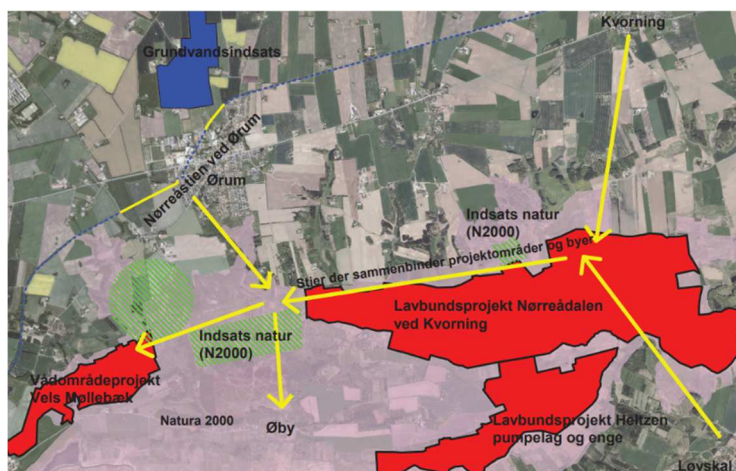 Kvorning
Grundvandsindsats
Nørreåstien ved Ørum
Ørum
Indsats natur
(N2000)
Stier der sammenbinder projektområder og byer
Lavbundsprojekt Nørreådalen
ved Kvorning
Indsats natur
(N2000)
Vådområdeprojekt
Vels Møllebæk
Natura 2000
Øby
Lavbundsprojekt Heltzen
pumpelag og enge
Løvskal